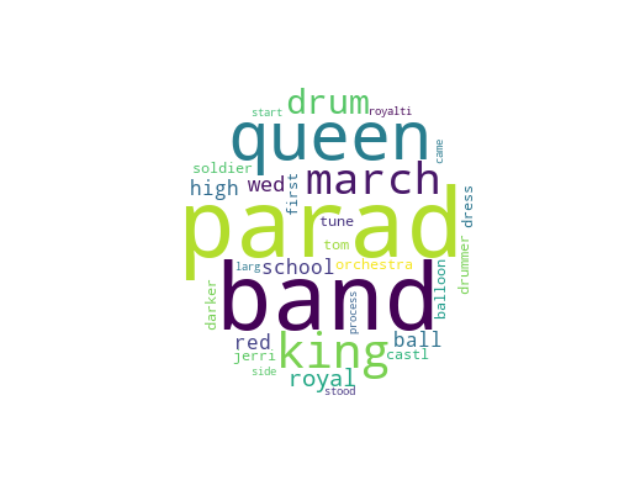 drum
start
royalti
queen
came
soldier
high
wed
first
march
dress
parad
tune
tom
drummer
larg
school
orchestra
balloon
band
darker
process
red
king
ball
jerri
castl
side
royal
stood